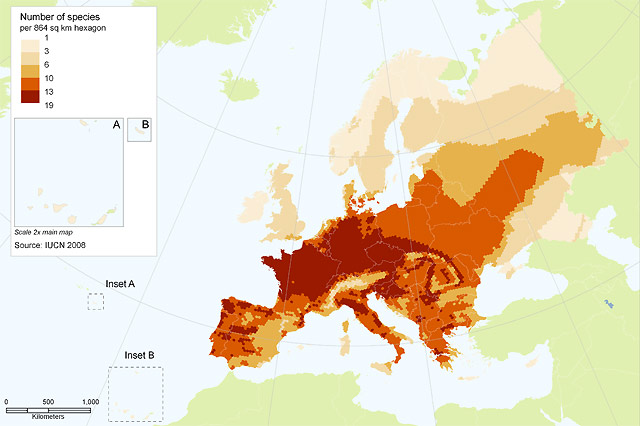 Number of species
per 864 sq km hexagon
1
3
6
10
13
19
A
B
Scale 2x main map
Source: IUCN 2008
Inset A
Inset B
0 500 1,000
Kilometers